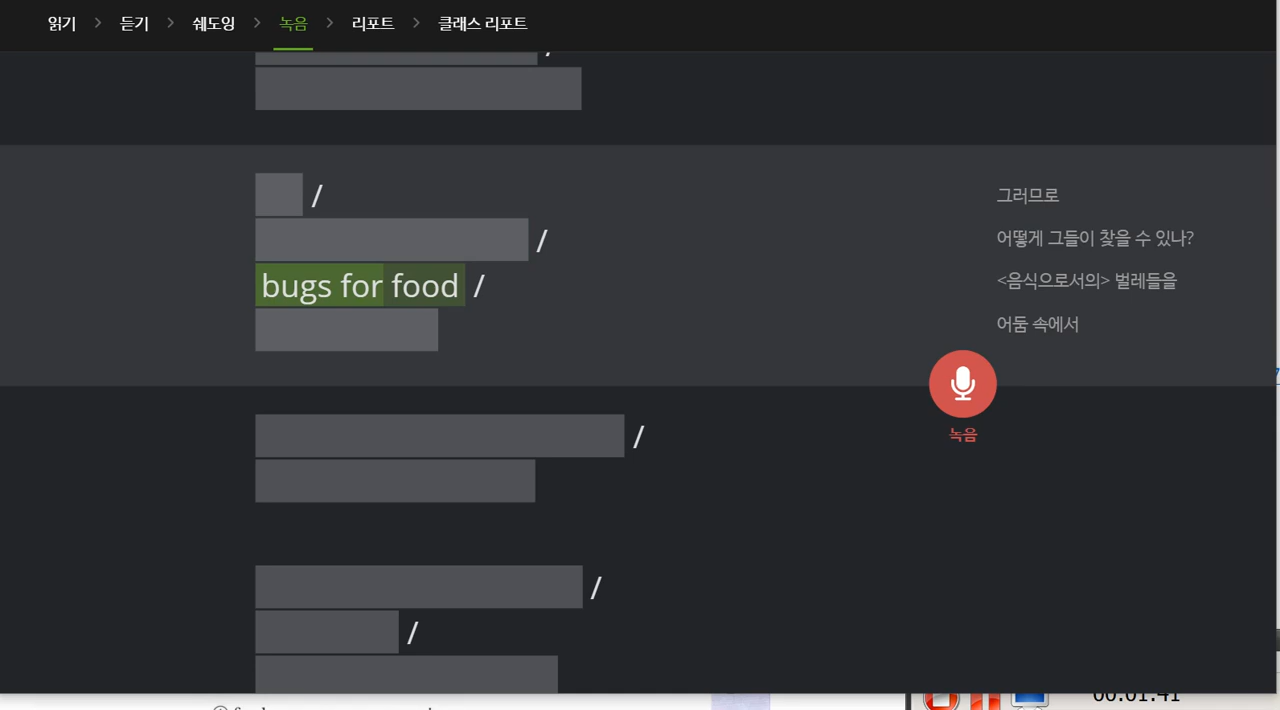 읽기 > 듣기 > 쉐도잉 > 녹음 > 리포트 > 클래스 리포트
/
/
그러므로
/
어떻게 그들이 찾을 수 있나?
bugs for food /
<음식으로서의> 벌레들을
어둠 속에서
녹음
/
/
/
00:01:41